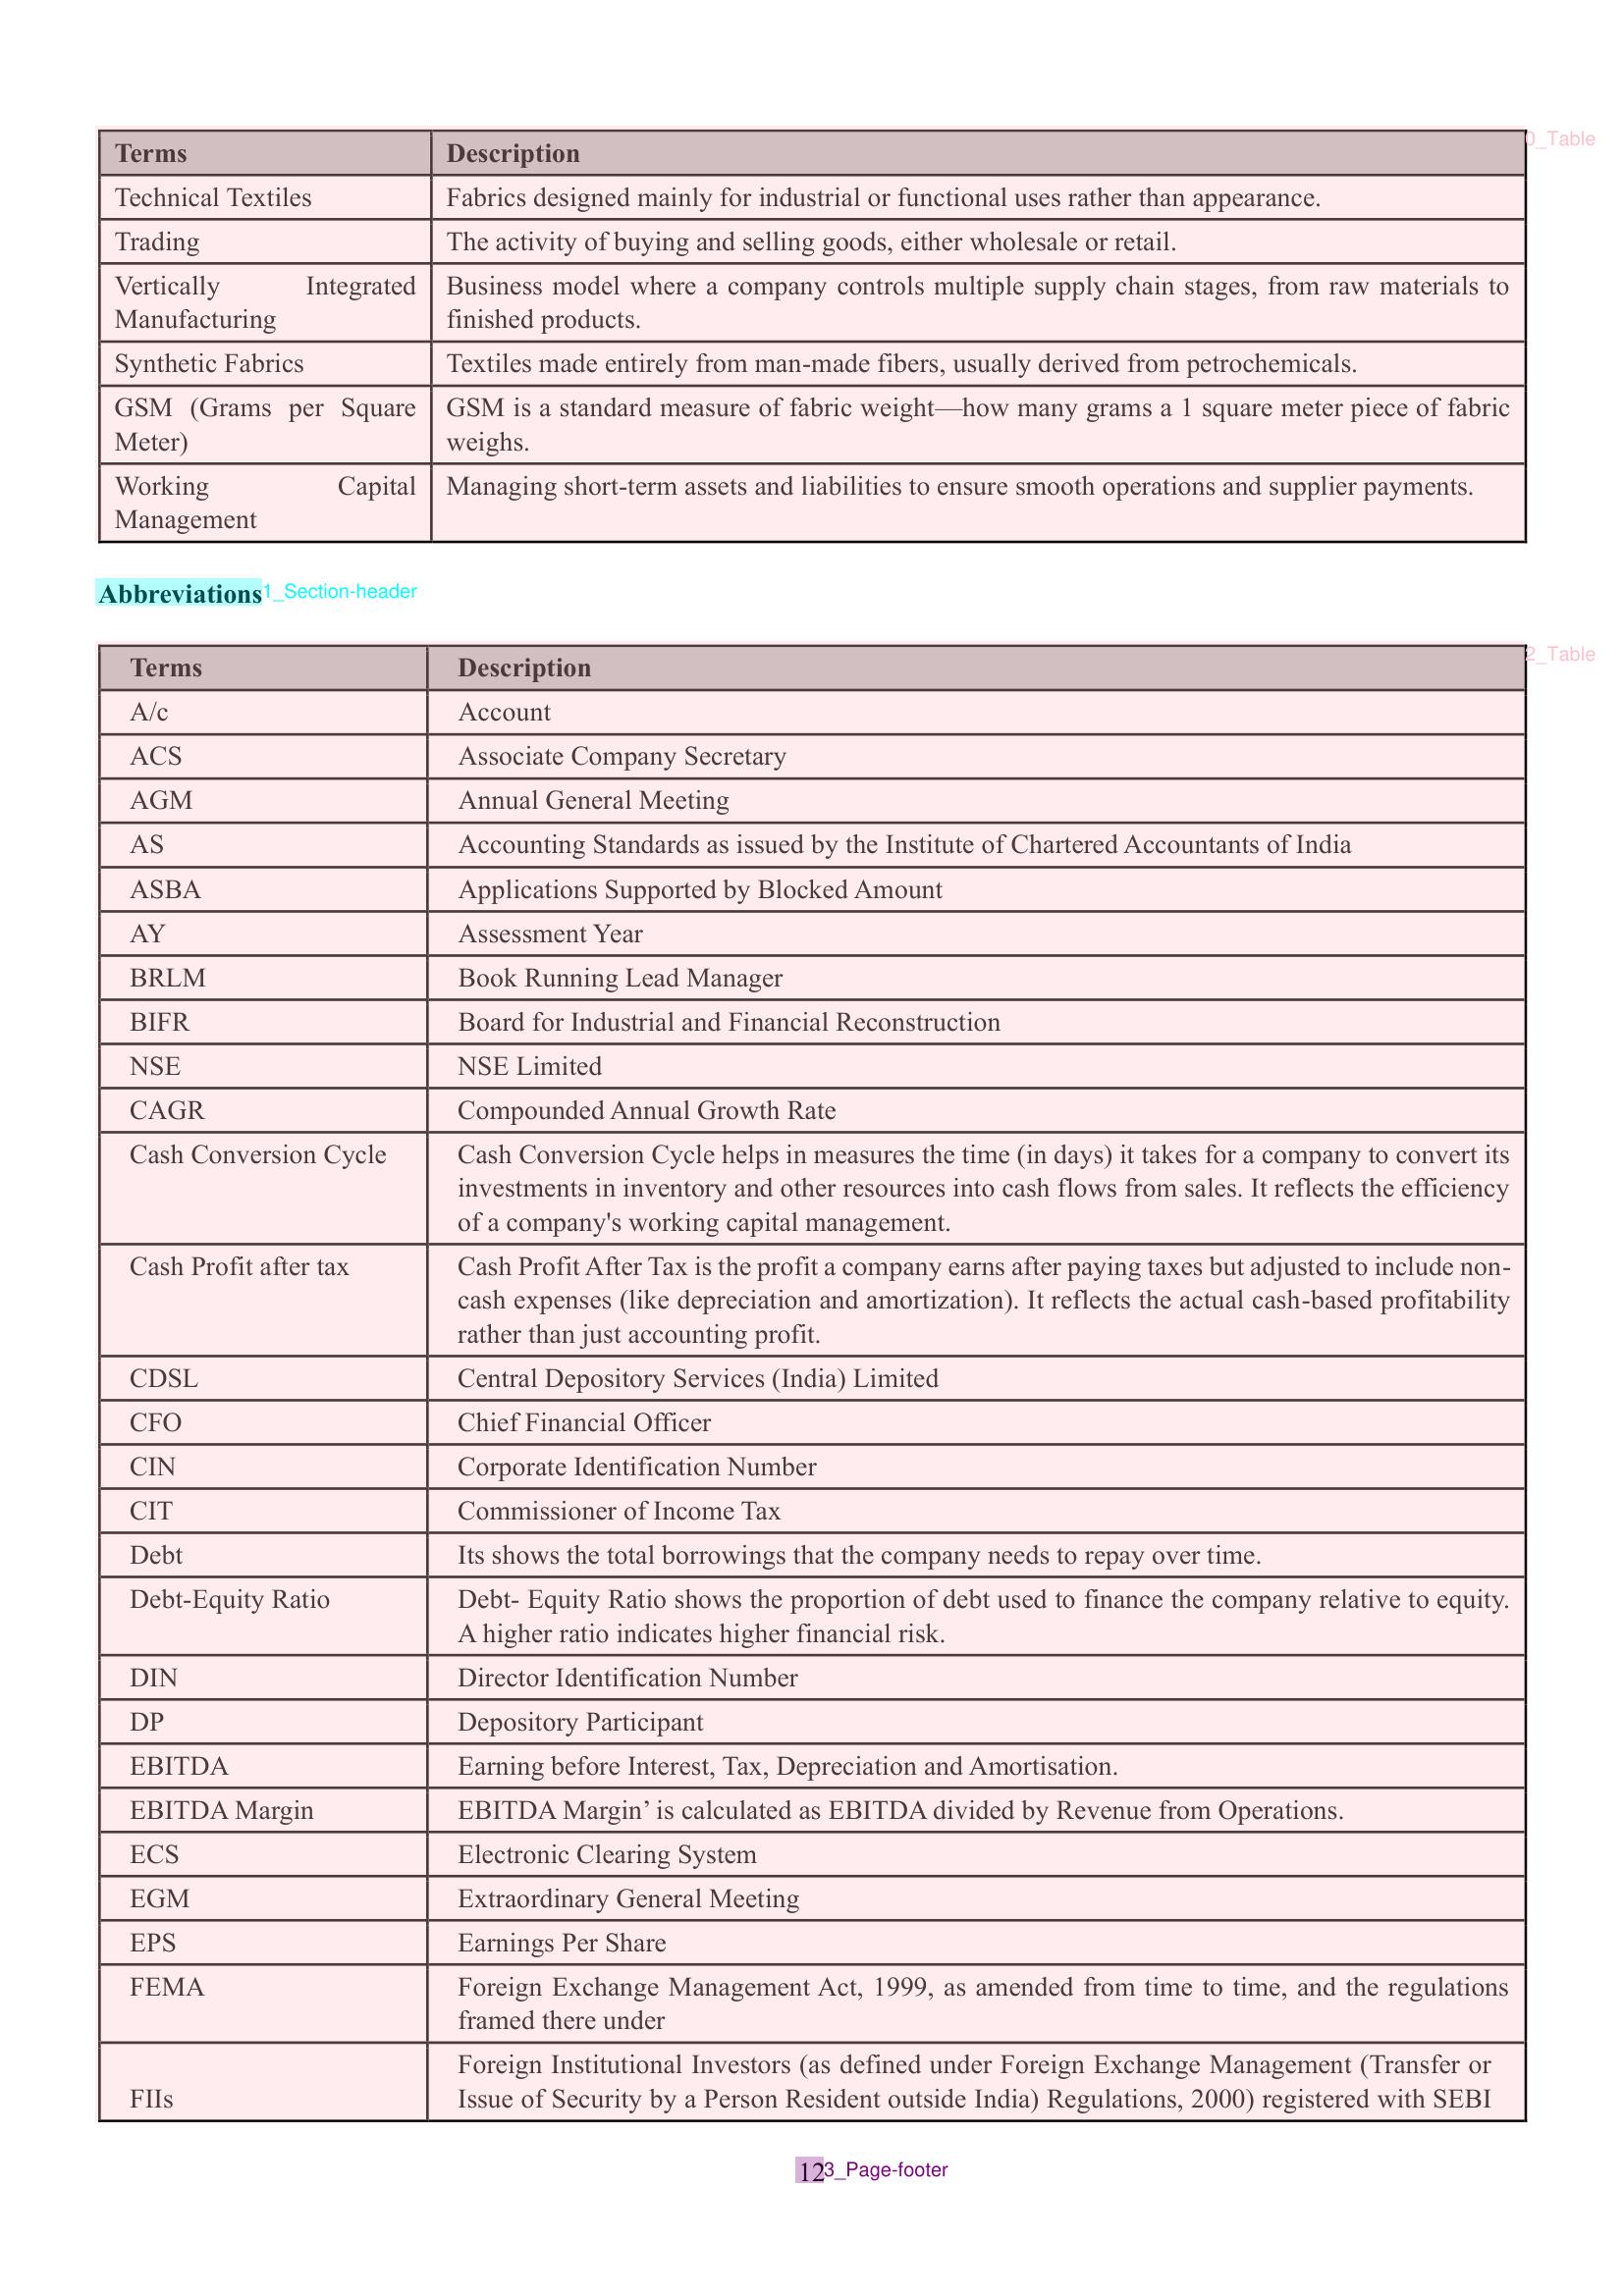 Terms Description
0_Table
Technical Textiles Fabrics designed mainly for industrial or functional uses rather than appearance.
Trading The activity of buying and selling goods, either wholesale or retail.
Vertically Integrated Business model where a company controls multiple supply chain stages, from raw materials to
Manufacturing finished products.
Synthetic Fabrics Textiles made entirely from man-made fibers, usually derived from petrochemicals.
GSM (Grams per Square GSM is a standard measure of fabric weight—how many grams a 1 square meter piece of fabric
Meter) weighs.
Working Capital Managing short-term assets and liabilities to ensure smooth operations and supplier payments.
Management
Abbreviations 1_Section-header
2_Table
Terms Description
A/c Account
ACS Associate Company Secretary
AGM Annual General Meeting
AS Accounting Standards as issued by the Institute of Chartered Accountants of India
ASBA Applications Supported by Blocked Amount
AY Assessment Year
BRLM Book Running Lead Manager
BIFR Board for Industrial and Financial Reconstruction
NSE NSE Limited
CAGR Compounded Annual Growth Rate
Cash Conversion Cycle Cash Conversion Cycle helps in measures the time (in days) it takes for a company to convert its
investments in inventory and other resources into cash flows from sales. It reflects the efficiency
of a company's working capital management.
Cash Profit after tax Cash Profit After Tax is the profit a company earns after paying taxes but adjusted to include non-
cash expenses (like depreciation and amortization). It reflects the actual cash-based profitability
rather than just accounting profit.
CDSL Central Depository Services (India) Limited
CFO Chief Financial Officer
CIN Corporate Identification Number
CIT Commissioner of Income Tax
Debt Its shows the total borrowings that the company needs to repay over time.
Debt-Equity Ratio Debt- Equity Ratio shows the proportion of debt used to finance the company relative to equity.
A higher ratio indicates higher financial risk.
DIN Director Identification Number
DP Depository Participant
EBITDA Earning before Interest, Tax, Depreciation and Amortisation.
EBITDA Margin EBITDA Margin’ is calculated as EBITDA divided by Revenue from Operations.
ECS Electronic Clearing System
EGM Extraordinary General Meeting
EPS Earnings Per Share
FEMA Foreign Exchange Management Act, 1999, as amended from time to time, and the regulations
framed there under
Foreign Institutional Investors (as defined under Foreign Exchange Management (Transfer or
FIIs Issue of Security by a Person Resident outside India) Regulations, 2000) registered with SEBI
12 3_Page-footer